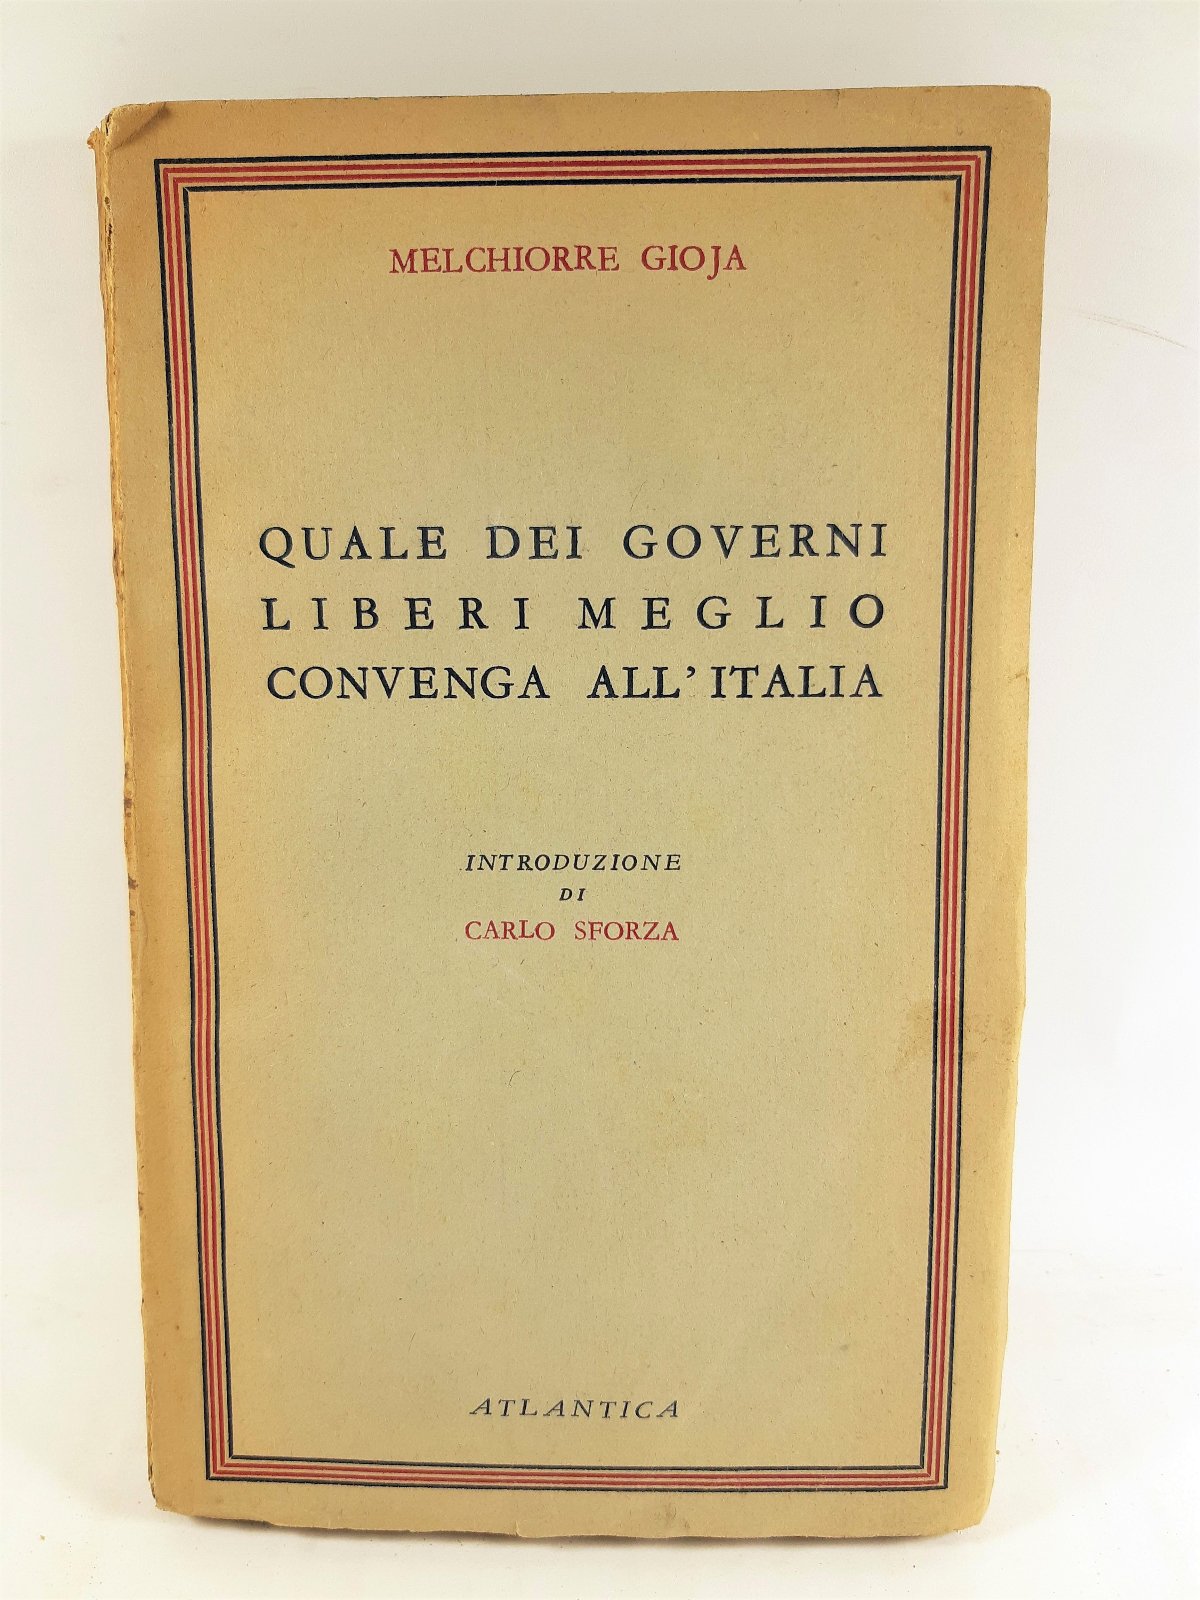 MELCHIORRE GIOJA
QUALE DEI GOVERNI
LIBERI MEGLIO
CONVENGA ALL'ITALIA
INTRODUZIONE
DI
CARLO SFORZA
ATLANTICA